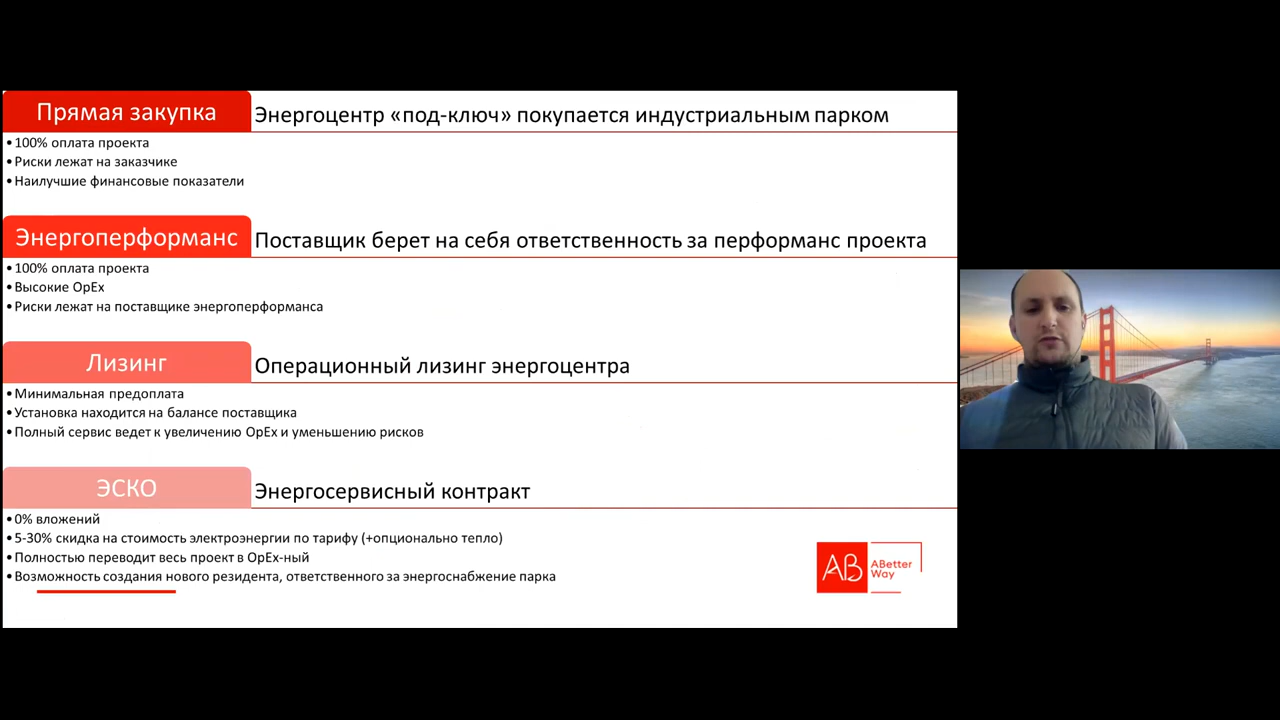 Прямая закупка
Энергоцентр «под-ключ» покупается индустриальным парком
•100% оплата проекта
•Риски лежат на заказчике
•Наилучшие финансовые показатели
Энергоперформанс
Поставщик берет на себя ответственность за перформанс проекта
•100% оплата проекта
•Высокие OpEx
•Риски лежат на поставщике энергоперформанса
Лизинг
Операционный лизинг энергоцентра
•Минимальная предоплата
•Установка находится на балансе поставщика
•Полный сервис ведет к увеличению OpEx и уменьшению рисков
ЭСКО
Энергосервисный контракт
•0% вложений
•5-30% скидка на стоимость электроэнергии по тарифу (+опционально тепло)
•Полностью переводит весь проект в OpEx-ный
•Возможность создания нового резидента, ответственного за энергоснабжение парка
AB
ABetter
Way